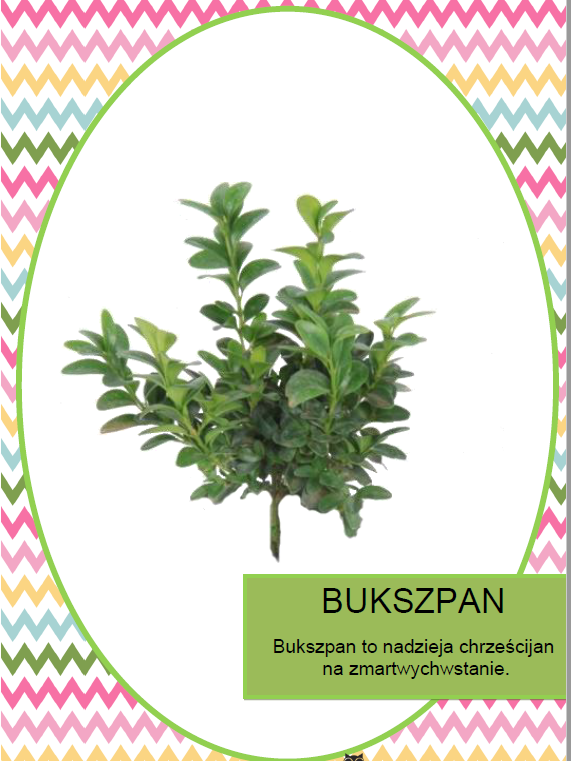 BUKSZPAN
Bukszpan to nadzieja chrześcijan
na zmartwychwstanie.